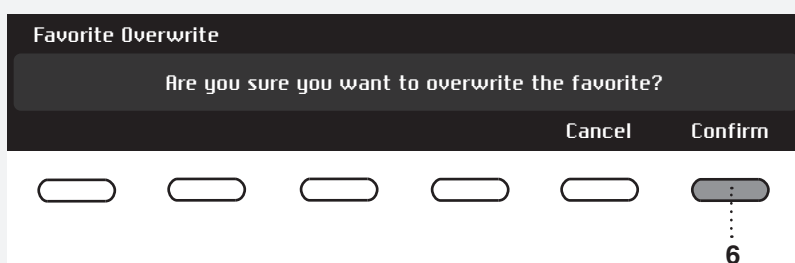 Favorite Overwrite
Are you sure you want to overwrite the favorite?
Cancel Confirm
6